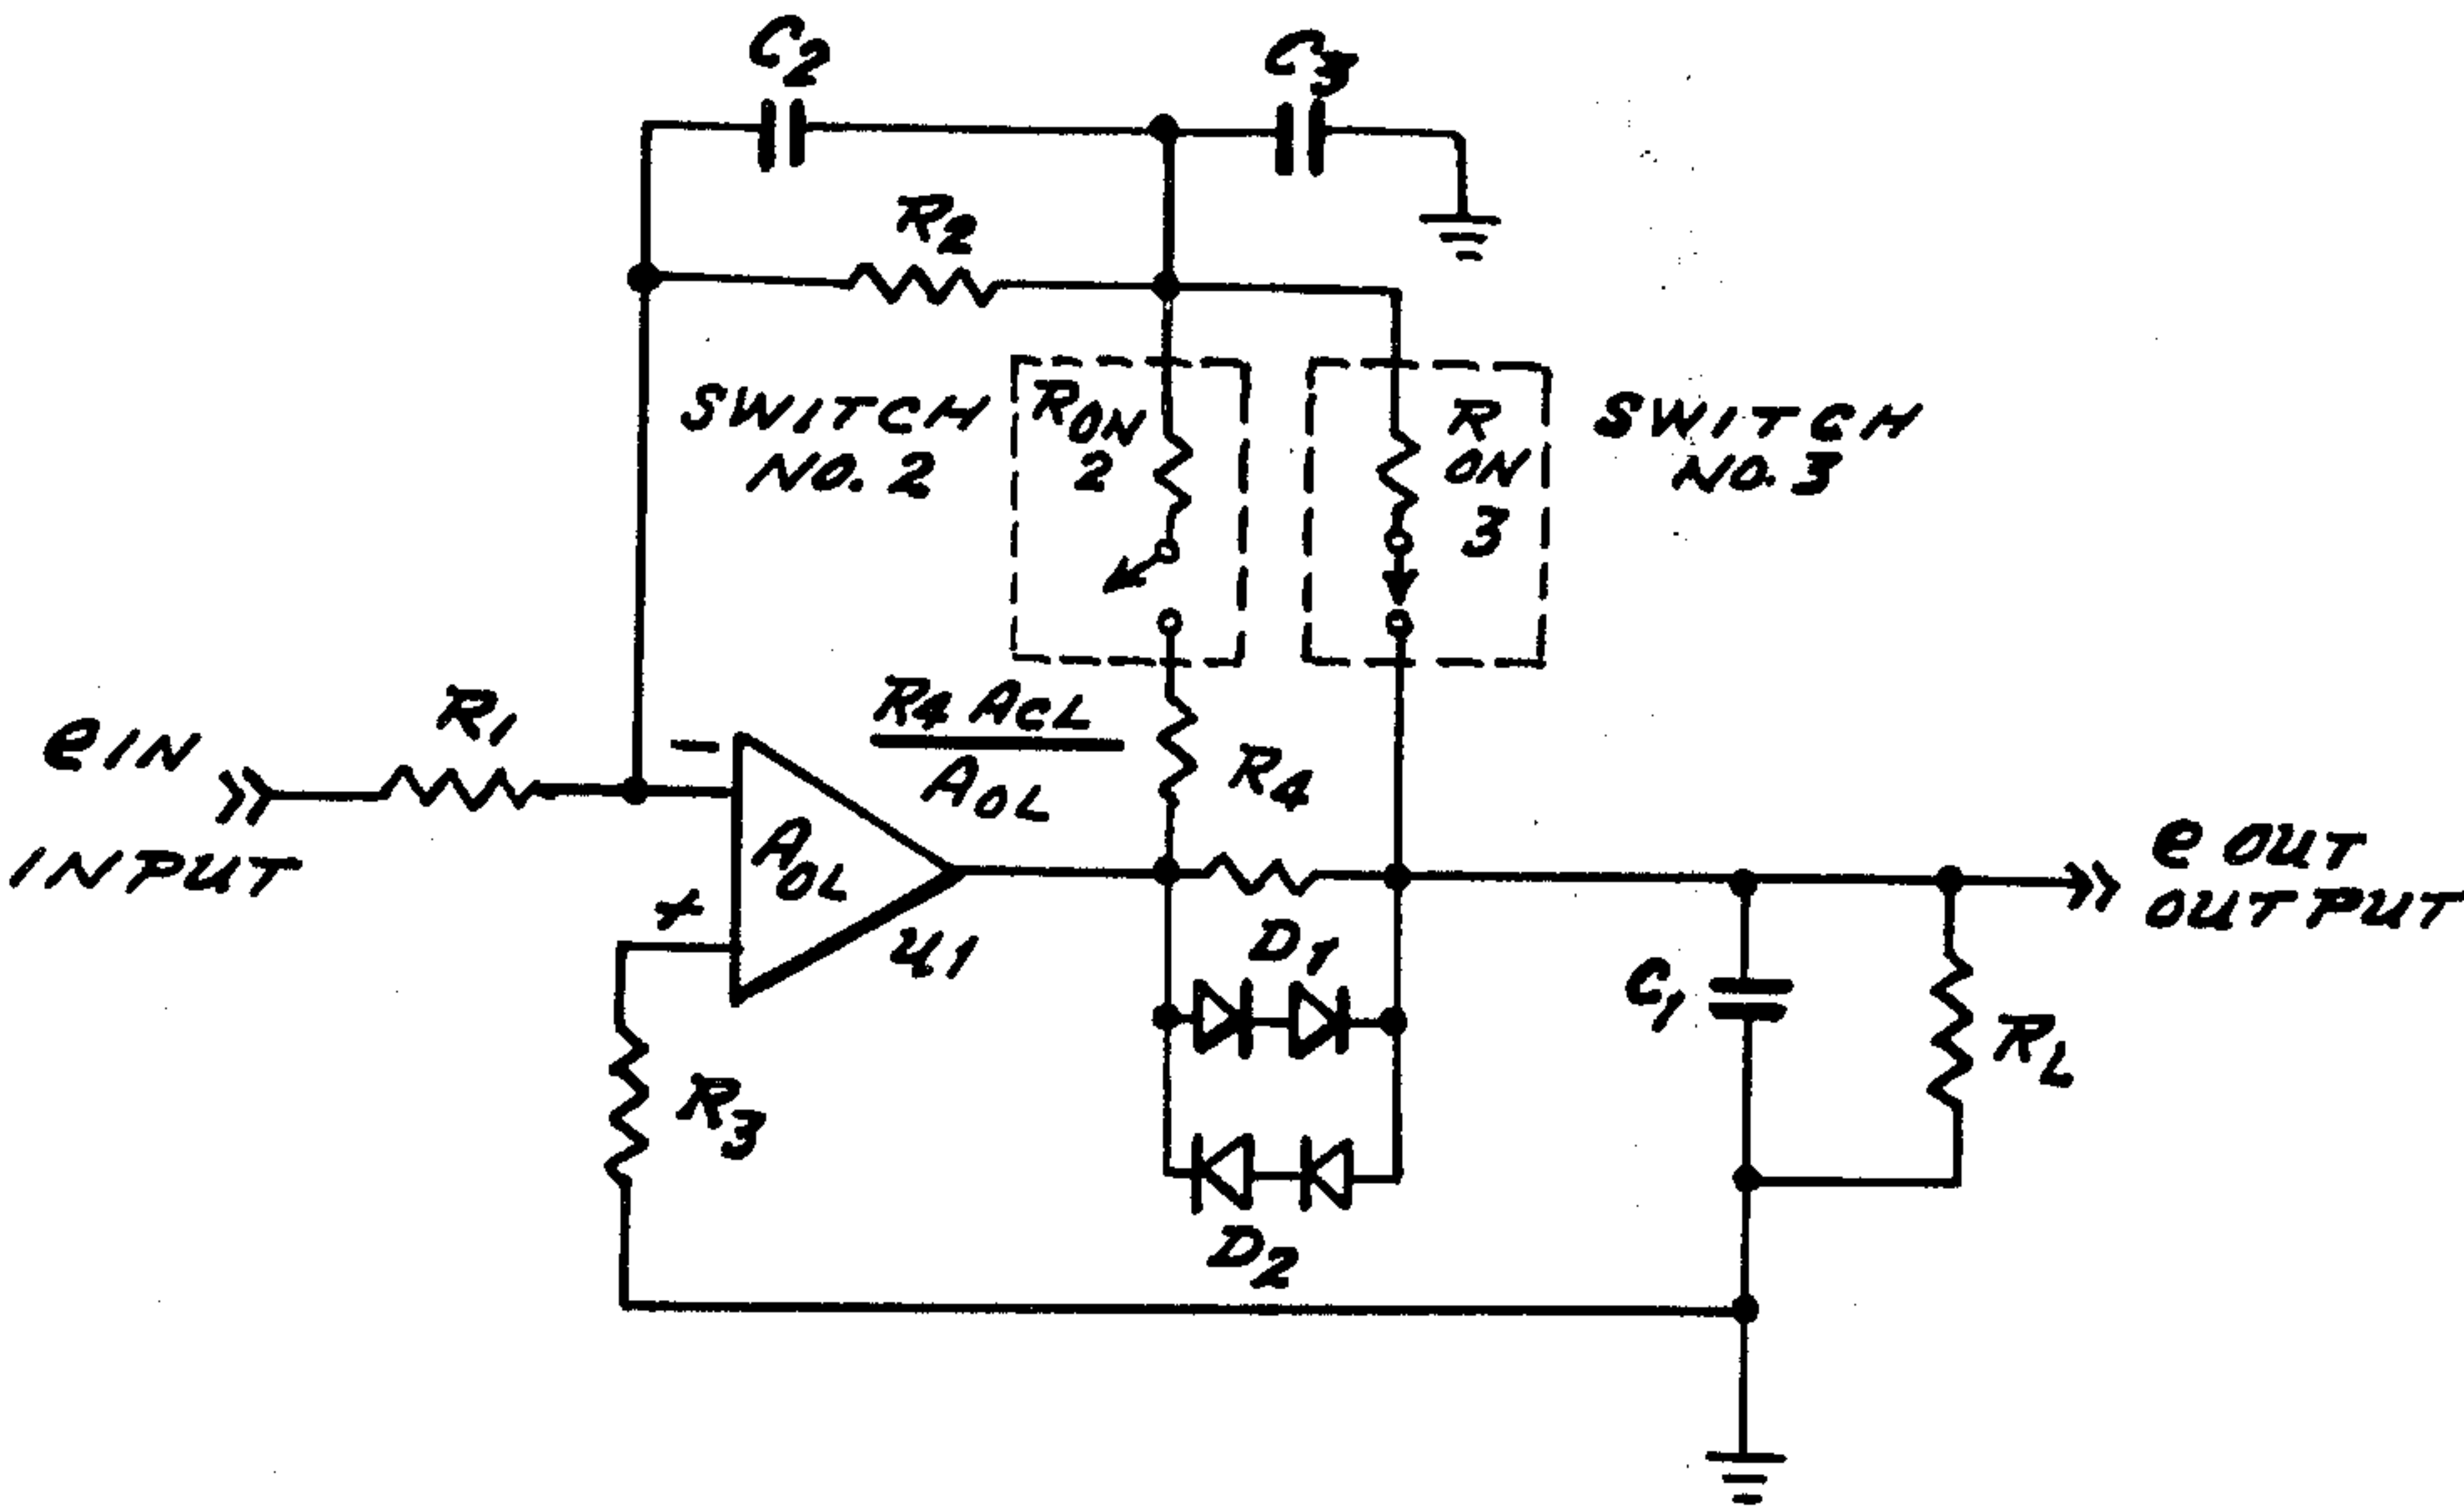 C2
C3
R2
SWITCH
NO. 2
RON
2
R
ON
3
SWITCH
NO. 3
eIN
INPUT
R1
-
R4 ACL
AOL
AOL
+
U1
R4
e OUT
OUTPUT
D1
C1
RL
R3
D2